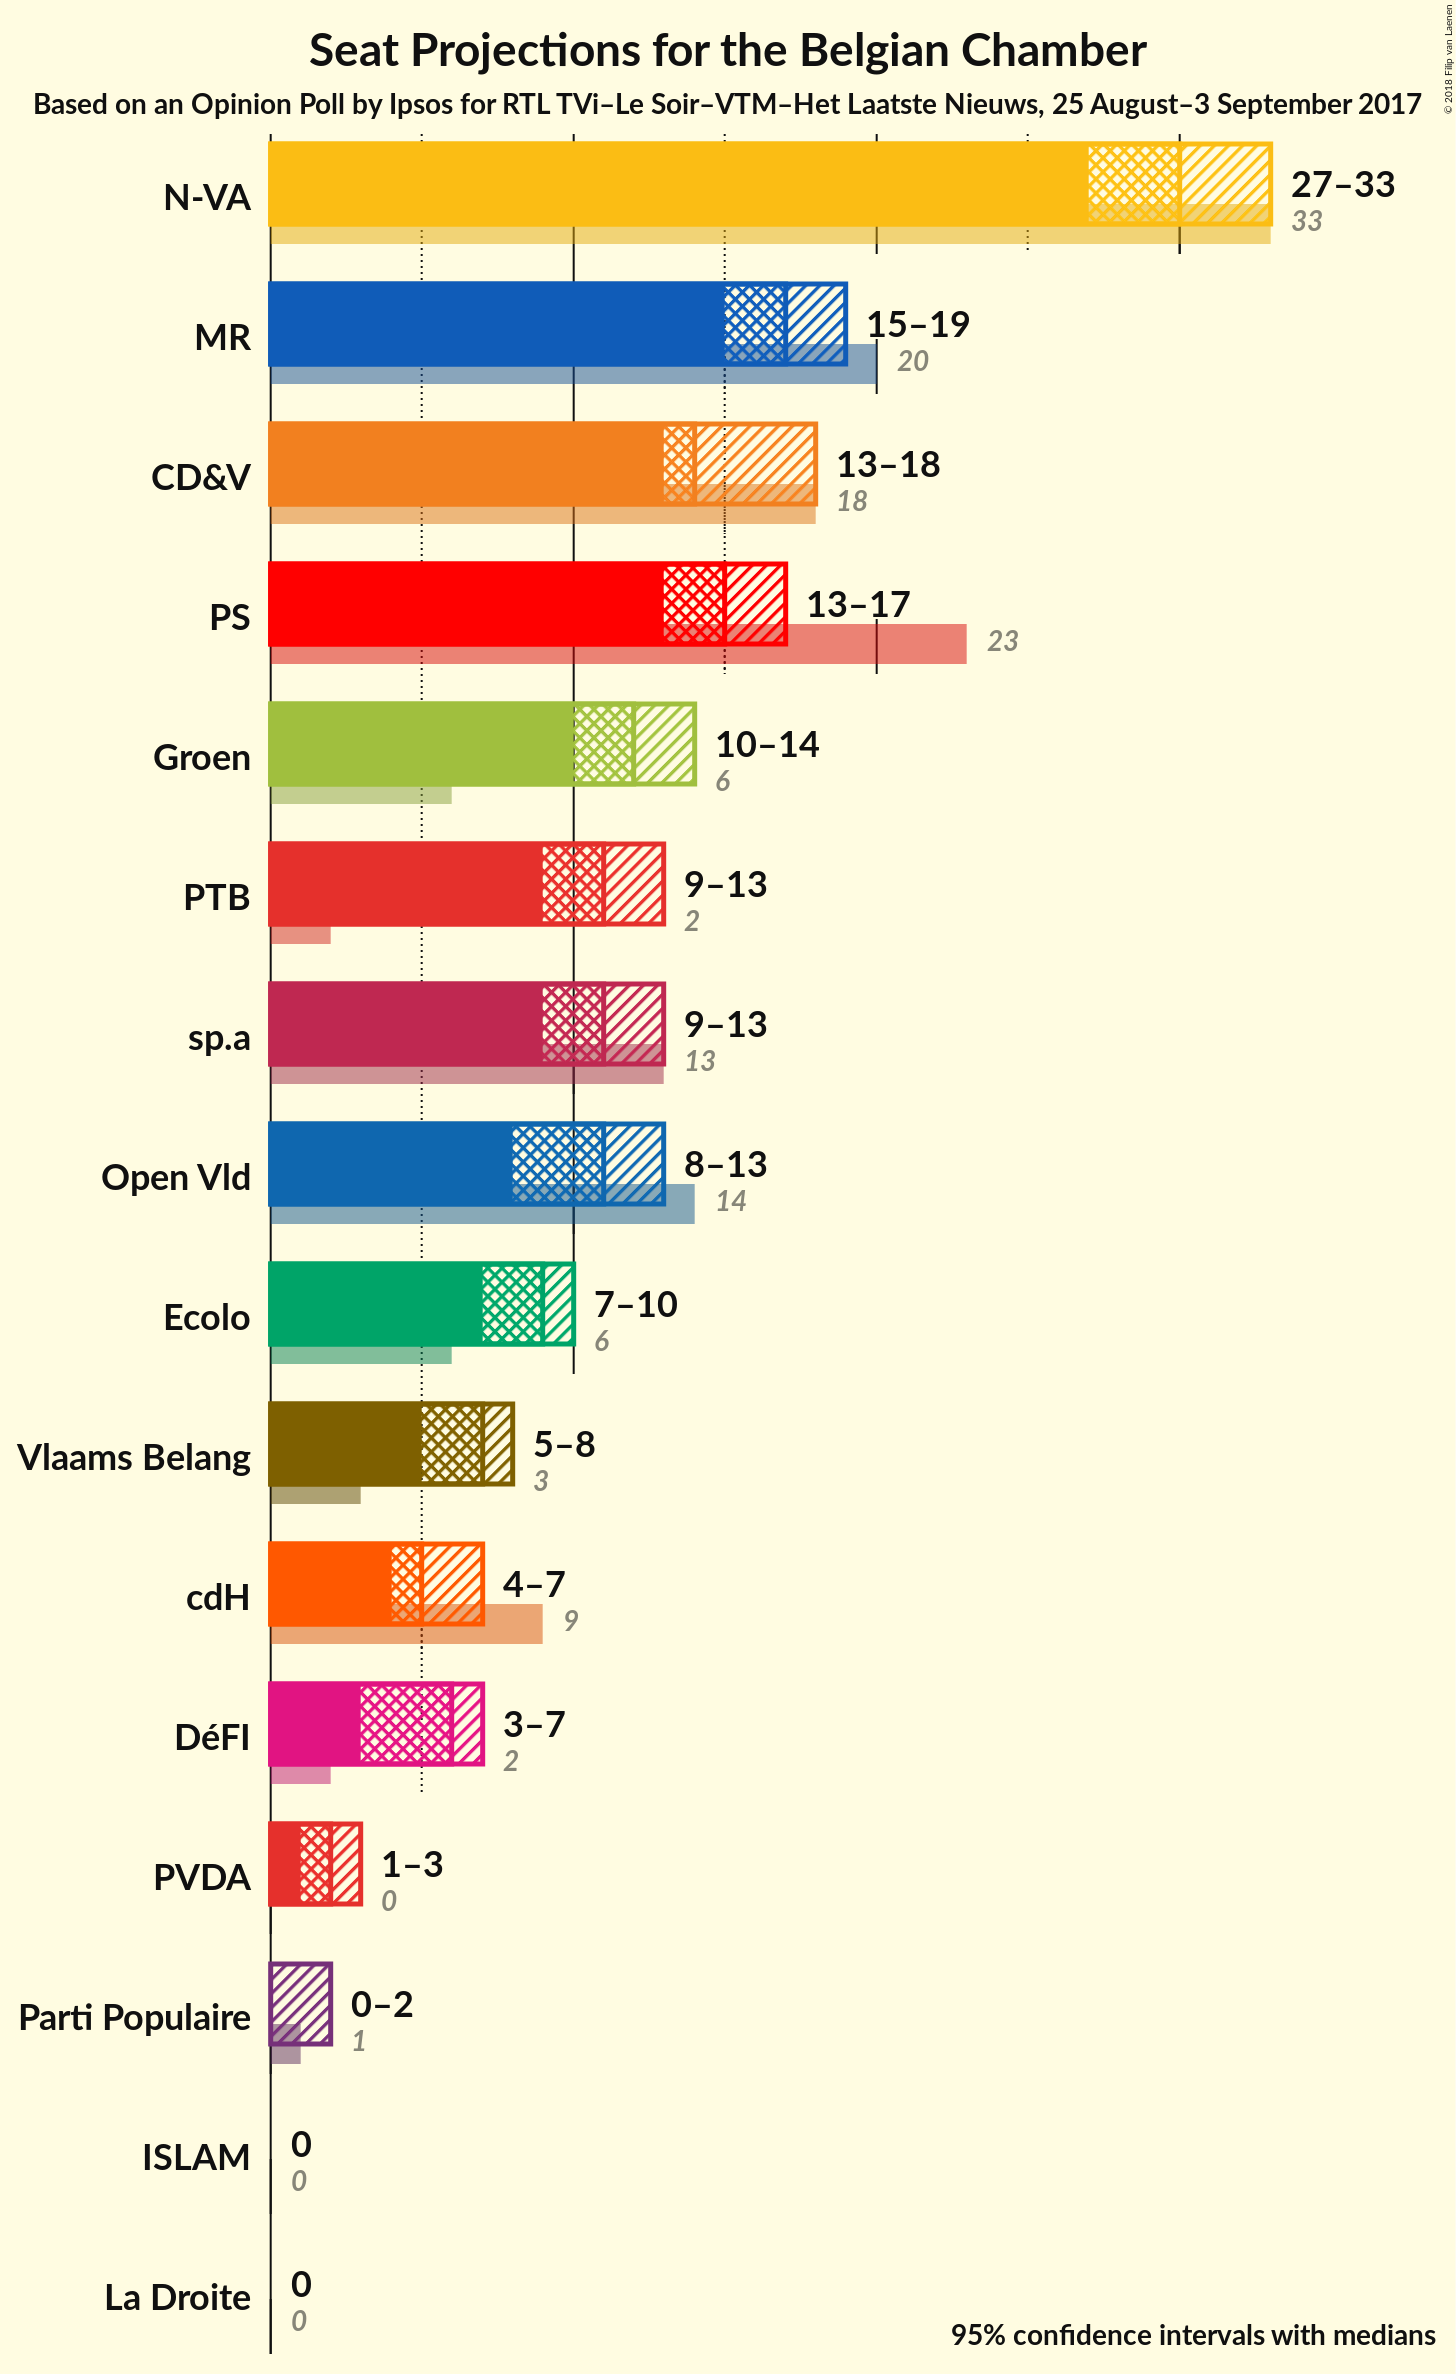 Seat Projections for the Belgian Chamber
Based on an Opinion Poll by Ipsos for RTL TVi–Le Soir–VTM–Het Laatste Nieuws, 25 August–3 September 2017
© 2018 Filip van Laenen
N-VA
27–33
33
MR
15–19
20
CD&V
13–18
18
PS
13–17
23
Groen
10–14
6
PTB
9–13
2
sp.a
9–13
13
Open Vld
8–13
14
Ecolo
7–10
6
Vlaams Belang
5–8
3
cdH
4–7
9
DéFI
3–7
2
PVDA
1–3
0
Parti Populaire
0–2
1
ISLAM
0
0
La Droite
0
0
95% confidence intervals with medians